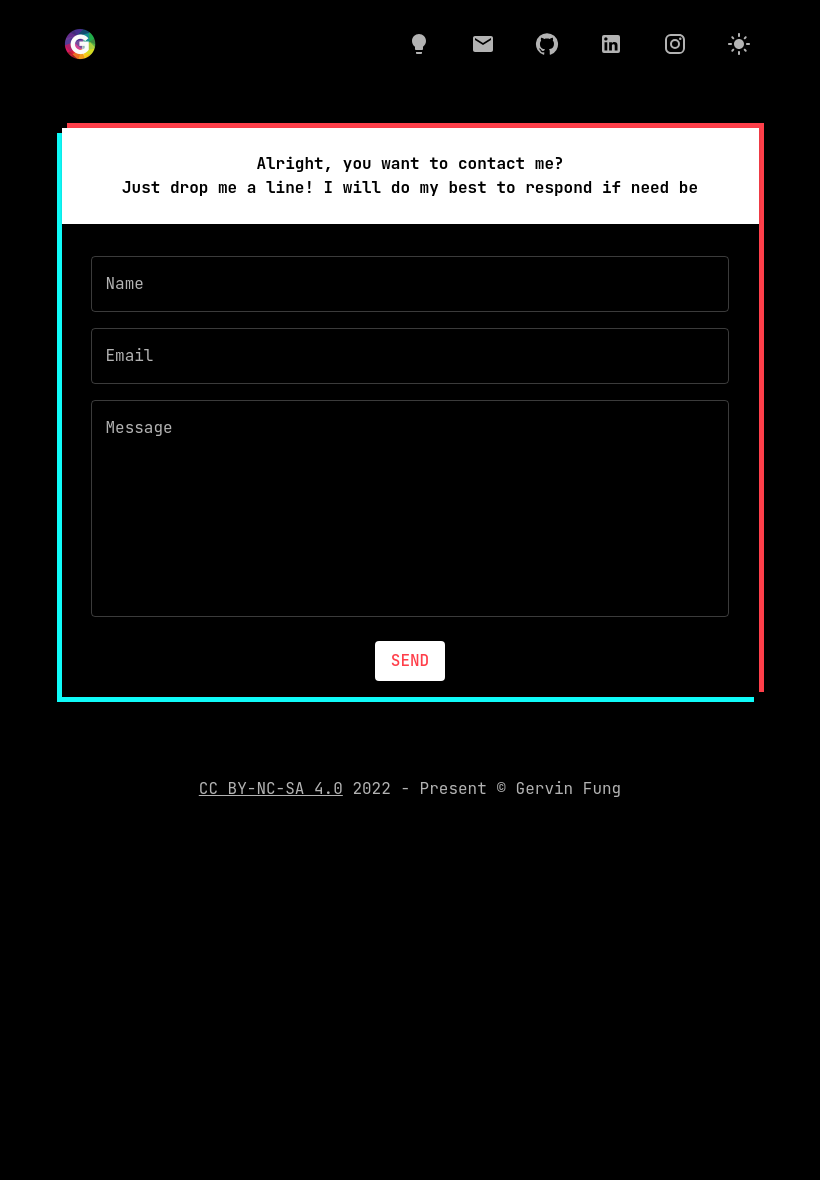 G
Alright, you want to contact me?
Just drop me a line! I will do my best to respond if need be
Name
Email
Message
SEND
CC BY-NC-SA 4.0 2022 - Present © Gervin Fung